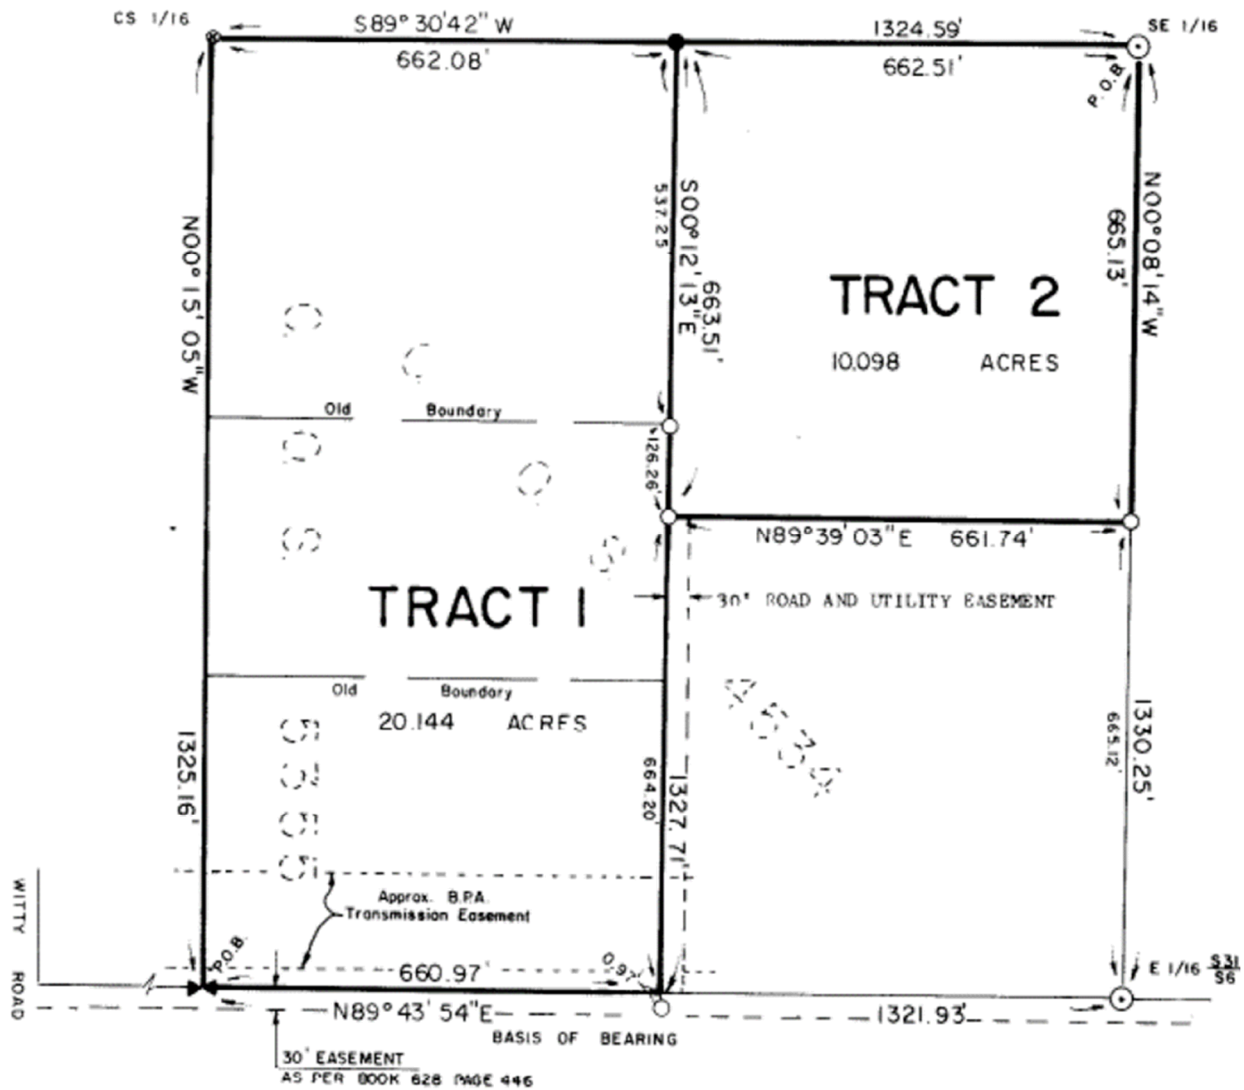 CS 1/16
S89° 30' 42" W
1324.59'
SE 1/16
662.08'
662.51'
P.O.B.
N00° 15' 05" W
537.25
S00° 12' 13" E
663.51'
665.13'
N00° 08' 14" W
TRACT 2
10.098 ACRES
Old Boundary
126.26'
N89° 39' 03" E 661.74'
TRACT 1
30' ROAD AND UTILITY EASEMENT
Old Boundary
20.144 ACRES
4634
1325.16'
664.20'
1327.71'
665.12'
1330.25'
WITTY ROAD
Approx. B.P.A.
Transmission Easement
P.O.B.
660.97'
0.97'
E 1/16 S31
S6
N89° 43' 54" E
1321.93'
BASIS OF BEARING
30' EASEMENT
AS PER BOOK 628 PAGE 446